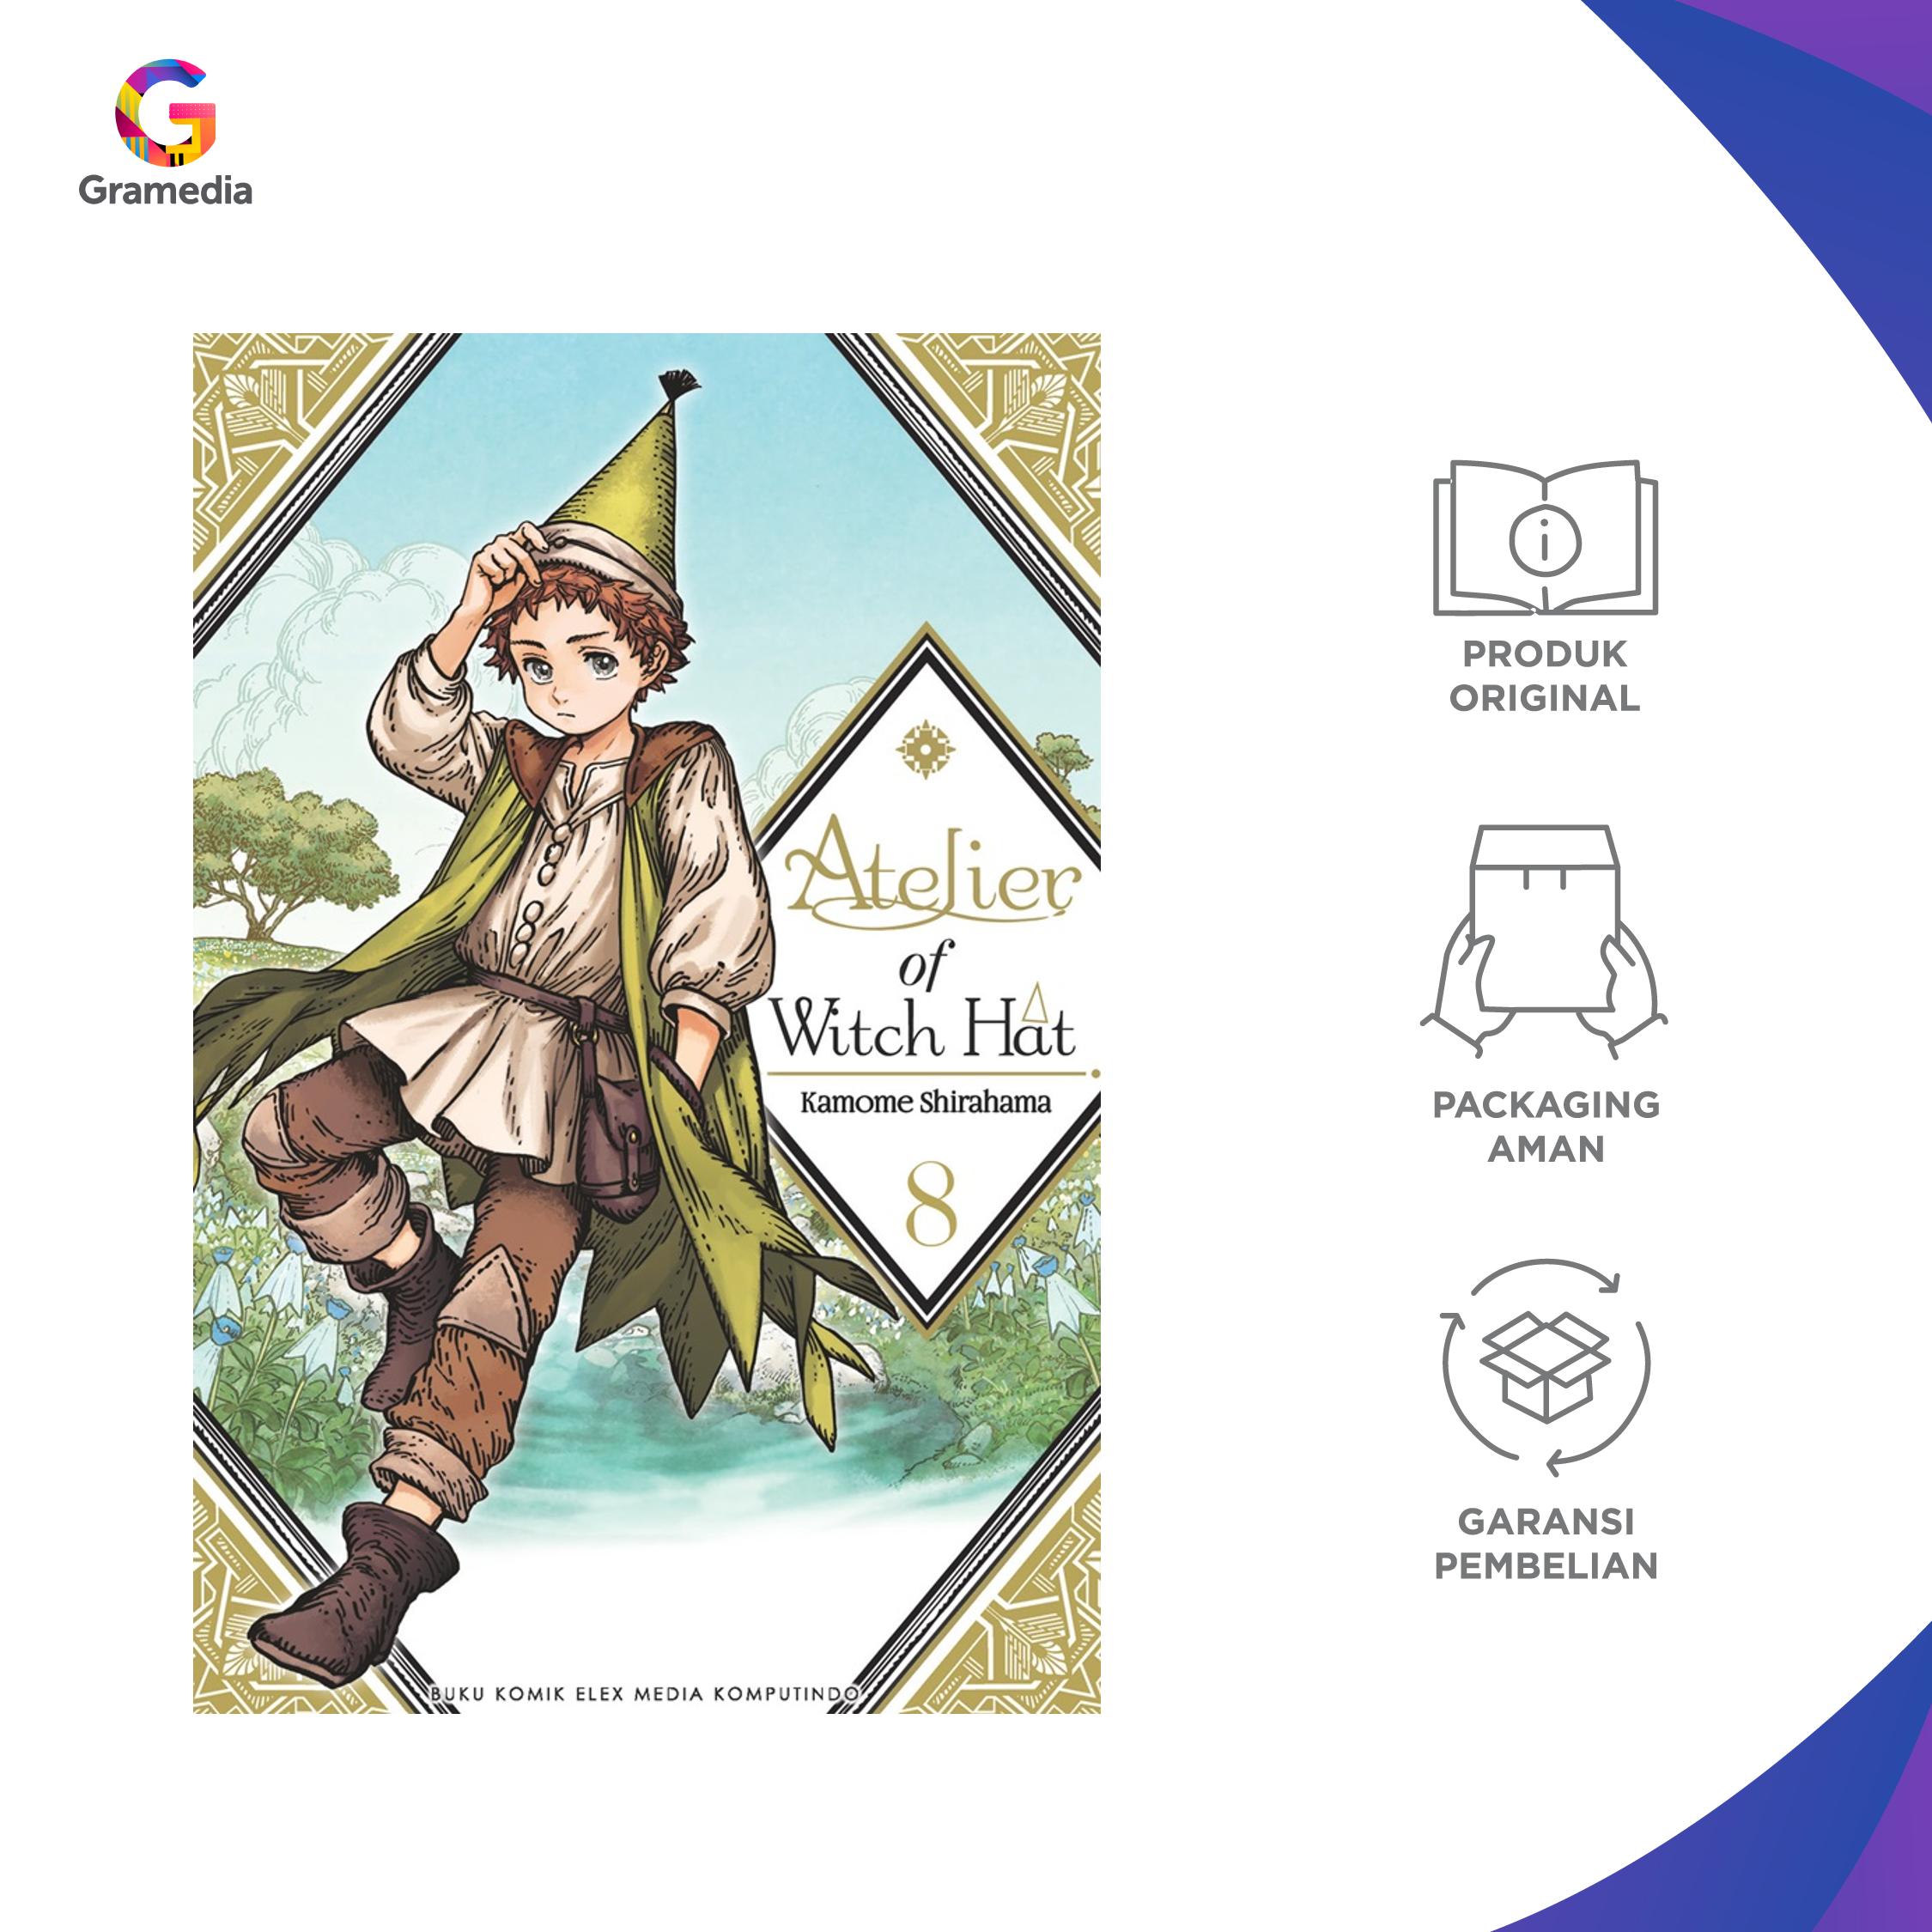 Gramedia
Atelier
of
Witch Hat
Kamome Shirahama
8
BUKU KOMIK ELEX MEDIA KOMPUTINDO
PRODUK
ORIGINAL
PACKAGING
AMAN
GARANSI
PEMBELIAN